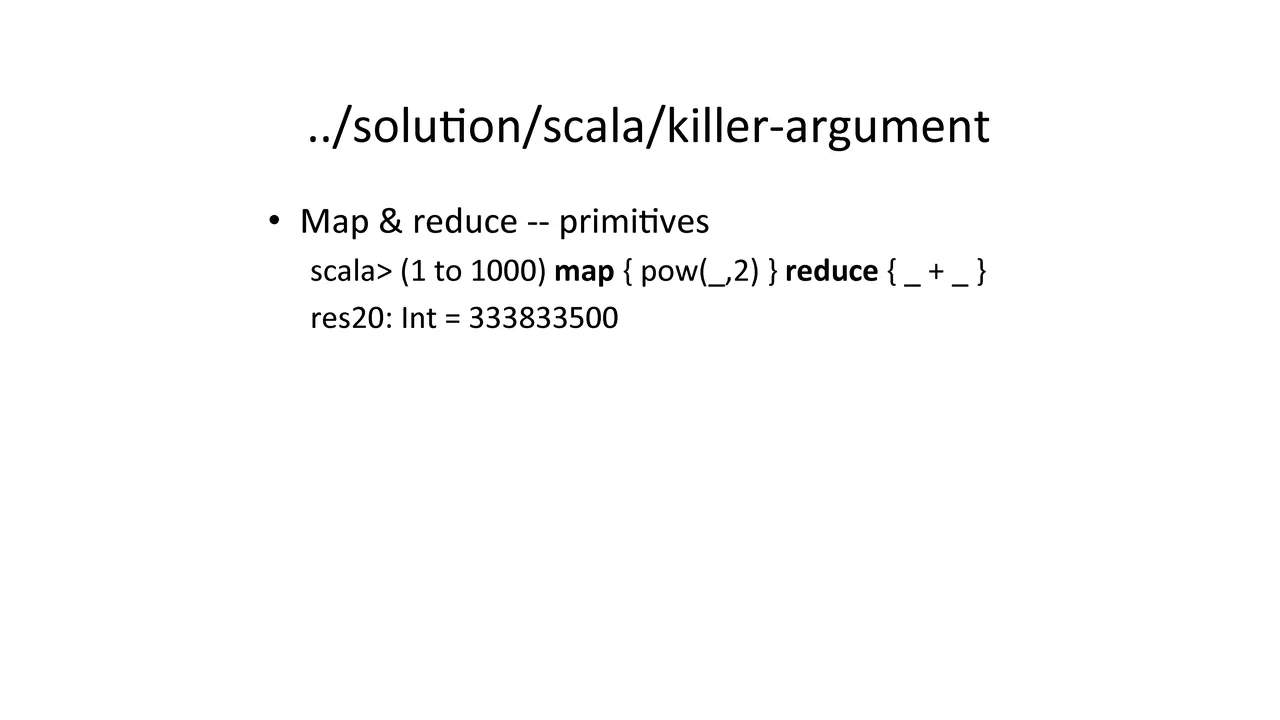 ../solution/scala/killer-argument
• Map & reduce -- primitives
scala> (1 to 1000) map { pow(_,2) } reduce { _ + _ }
res20: Int = 333833500